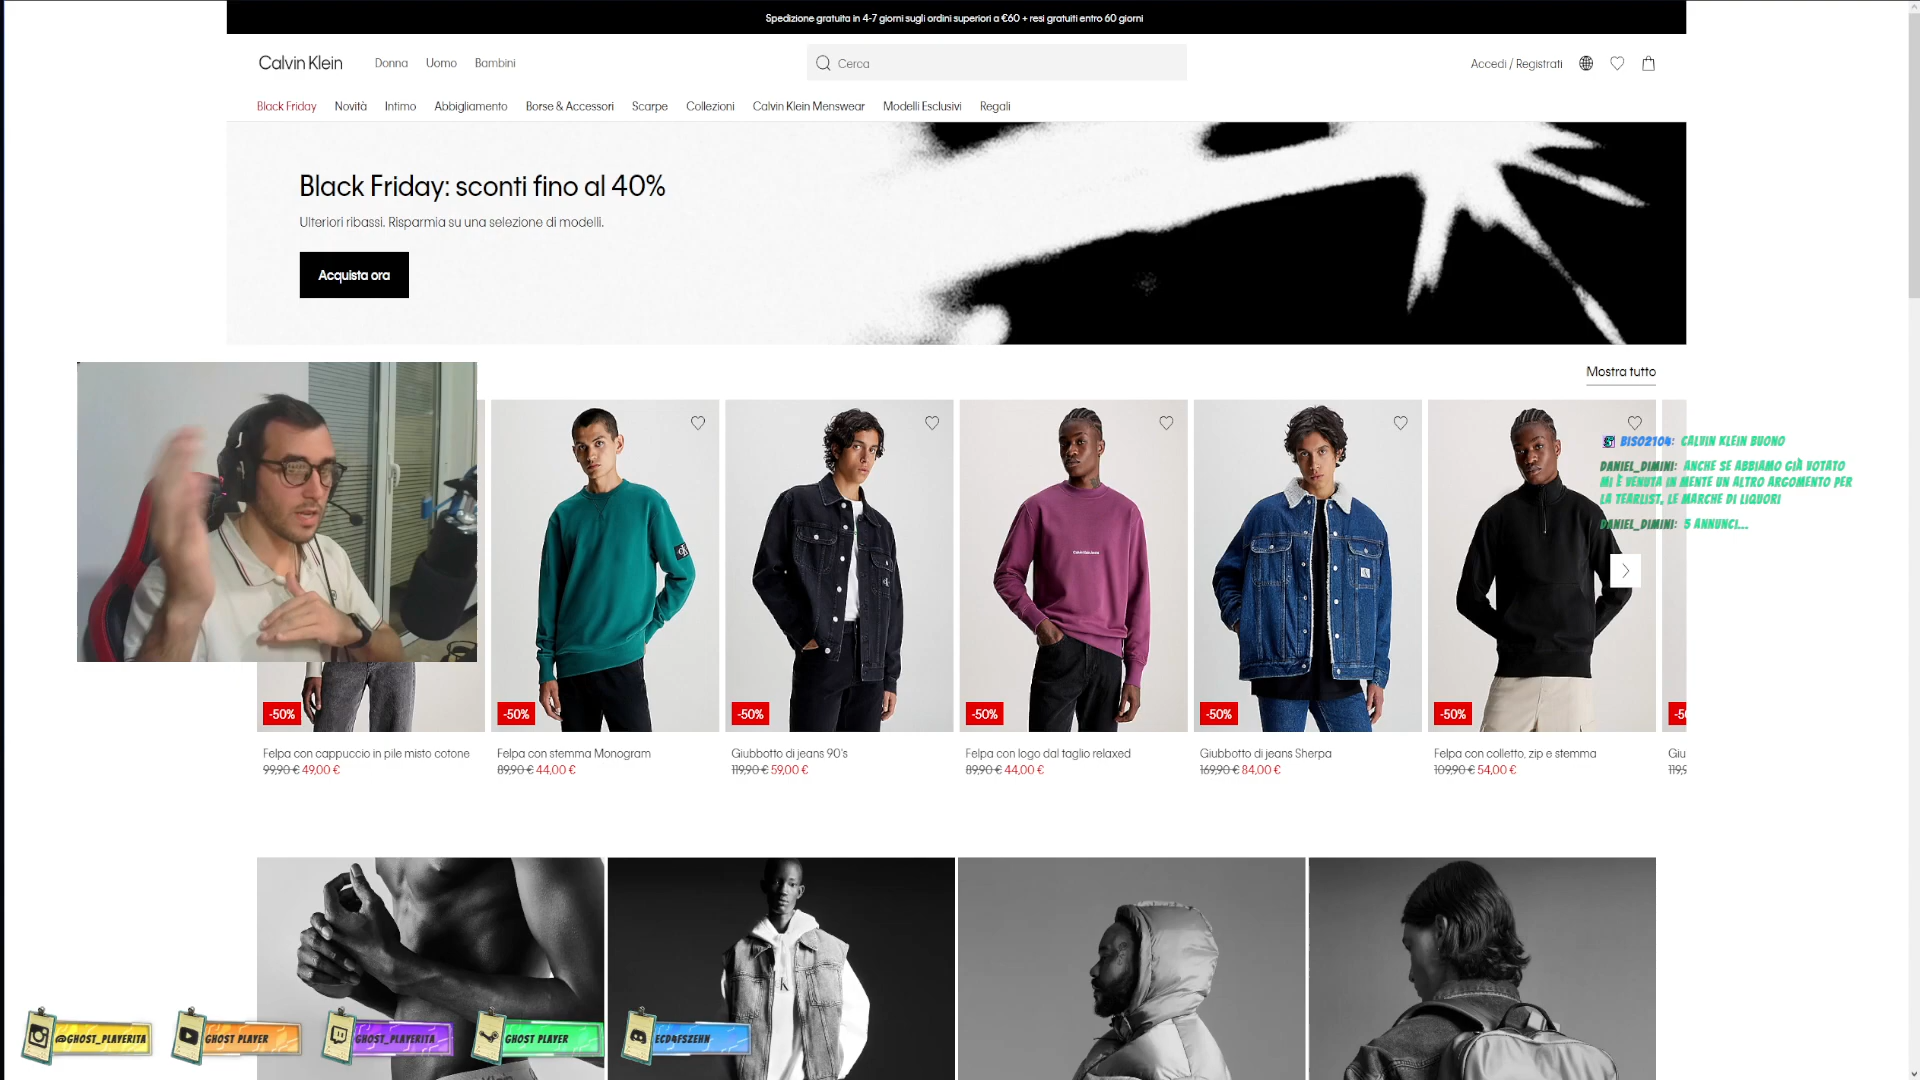 Spedizione gratuita in 4-7 giorni sugli ordini superiori a €60 + resi gratuiti entro 60 giorni
Calvin Klein
Donna
Uomo
Bambini
Cerca
Accedi / Registrati
Black Friday
Novità
Intimo
Abbigliamento
Borse & Accessori
Scarpe
Collezioni
Calvin Klein Menswear
Modelli Esclusivi
Regali
Black Friday: sconti fino al 40%
Ulteriori ribassi. Risparmia su una selezione di modelli.
Acquista ora
Mostra tutto
BISO2104: CALVIN KLEIN BUONO
DANIEL_DIMINI: ANCHE SE ABBIAMO GIÀ VOTATO
MI È VENUTA IN MENTE UN ALTRO ARGOMENTO PER
LA TEARLIST, LE MARCHE DI LIQUORI
DANIEL_DIMINI: 5 ANNUNCI...
-50%
-50%
-50%
-50%
-50%
-50%
-50
Felpa con cappuccio in pile misto cotone
99,90 € 49,00 €
Felpa con stemma Monogram
89,90 € 44,00 €
Giubbotto di jeans 90's
119,90 € 59,00 €
Felpa con logo dal taglio relaxed
89,90 € 44,00 €
Giubbotto di jeans Sherpa
169,90 € 84,00 €
Felpa con colletto, zip e stemma
109,90 € 54,00 €
Giu
119,9
@GHOST_PLAYERITA
GHOST PLAYER
GHOST_PLAYERITA
GHOST PLAYER
ECD4FSZEHN